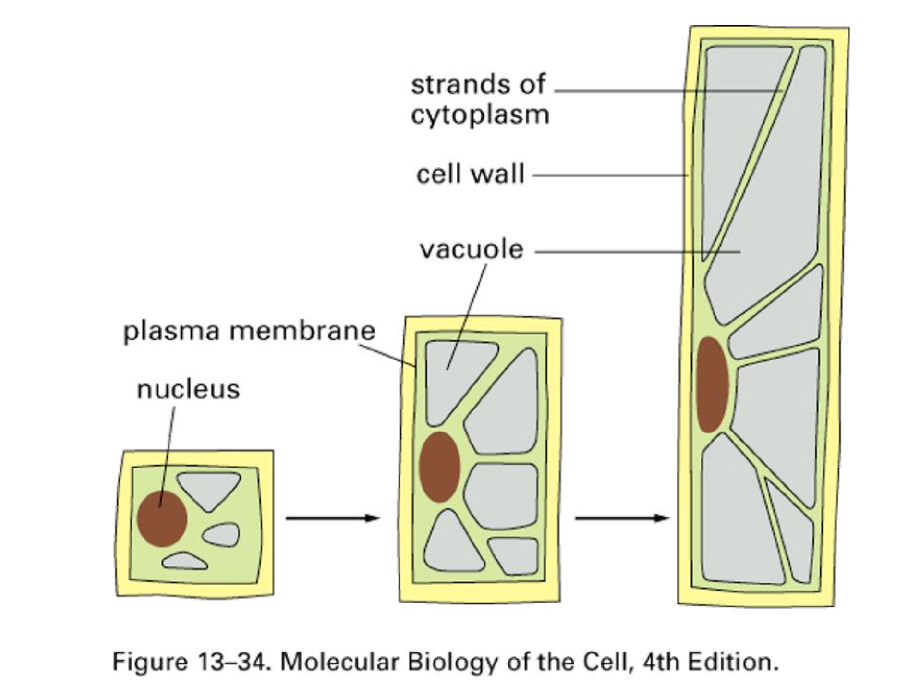 strands of
cytoplasm
cell wall
vacuole
plasma membrane
nucleus
Figure 13–34. Molecular Biology of the Cell, 4th Edition.